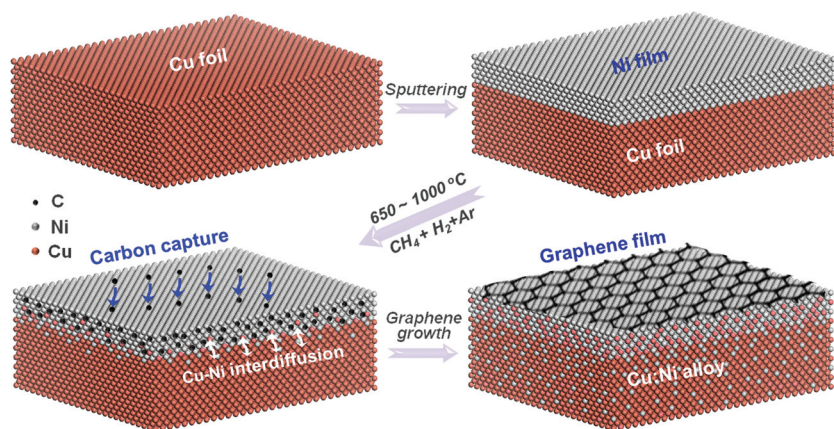 Cu foil
Sputtering
Ni film
Cu foil
650 ~ 1000 °C
CH₄+ H₂+Ar
C
Ni
Cu
Carbon capture
Cu-Ni interdiffusion
Graphene
growth
Graphene film
Cu:Ni alloy